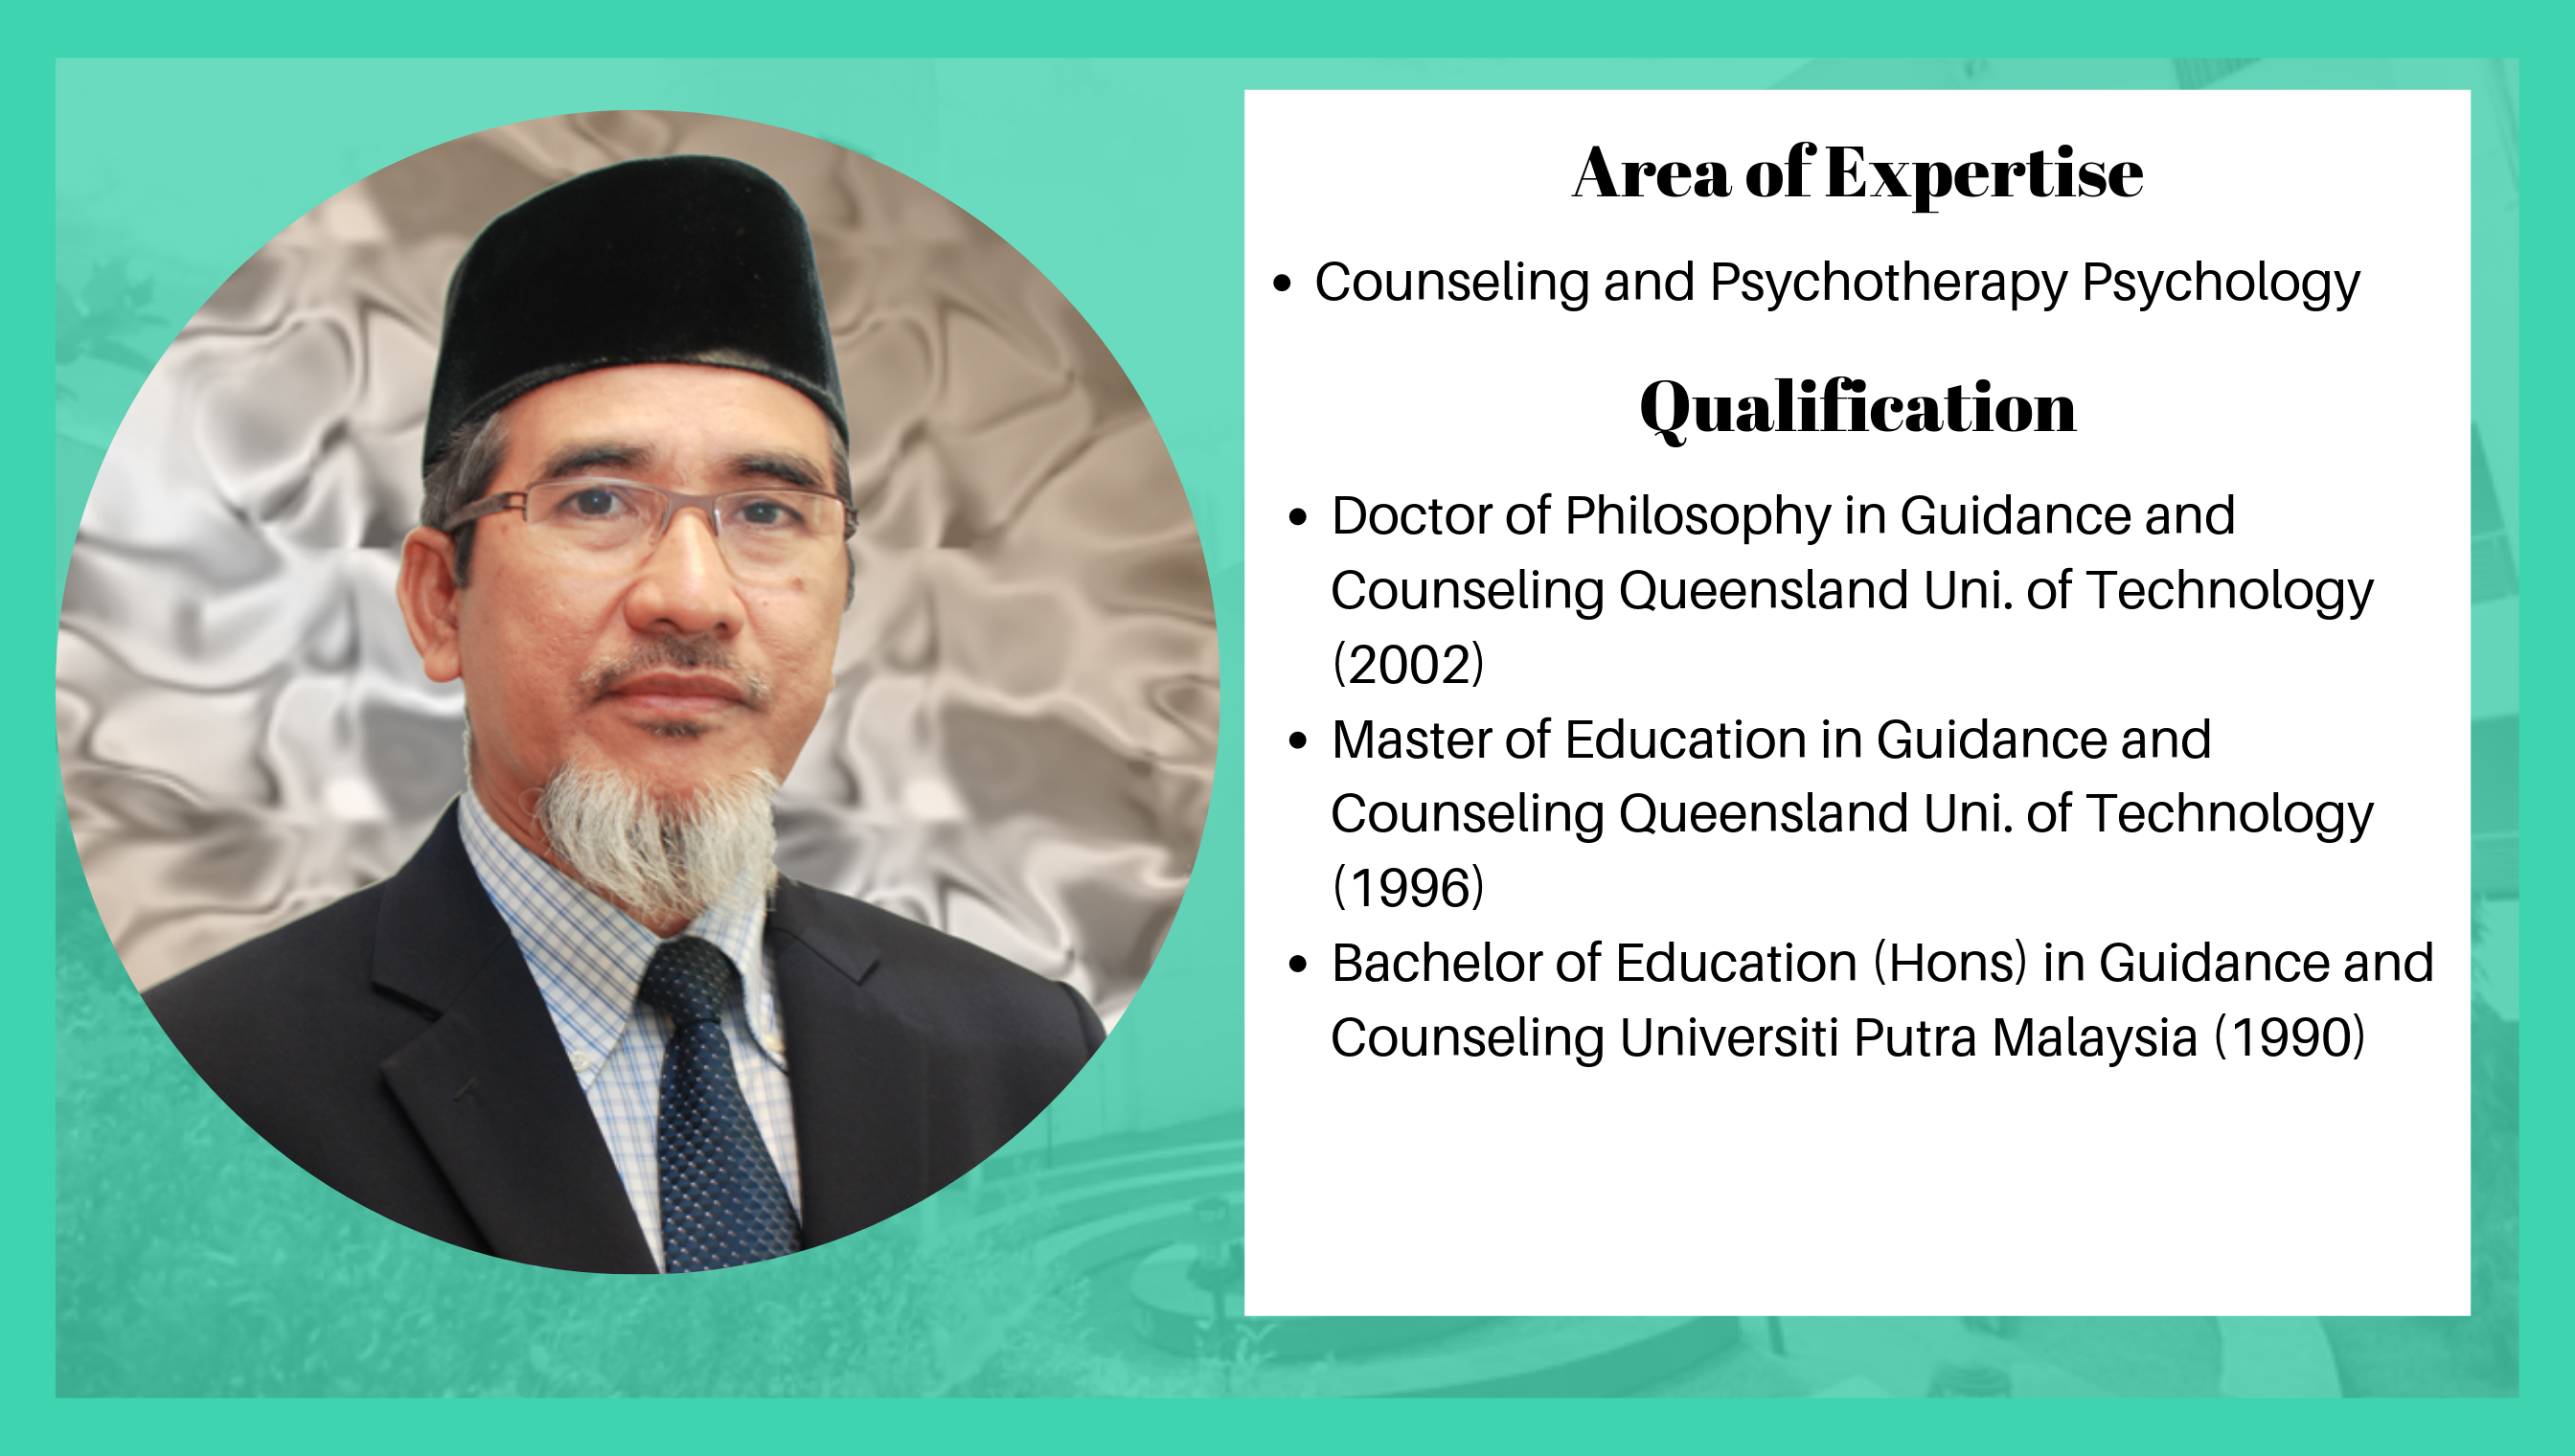 Area of Expertise
• Counseling and Psychotherapy Psychology
Qualification
• Doctor of Philosophy in Guidance and
Counseling Queensland Uni. of Technology
(2002)
• Master of Education in Guidance and
Counseling Queensland Uni. of Technology
(1996)
• Bachelor of Education (Hons) in Guidance and
Counseling Universiti Putra Malaysia (1990)